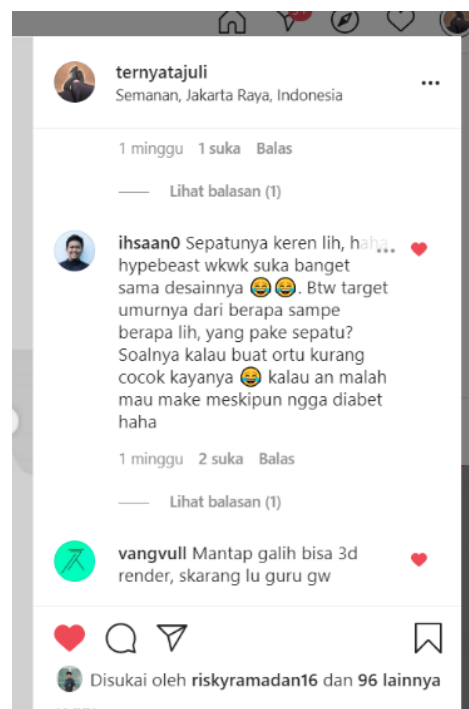 ternyatajuli
Semanan, Jakarta Raya, Indonesia
1 minggu 1 suka Balas
Lihat balasan (1)
ihsaan0 Sepatunya keren lih, haha
hypebeast wkwk suka banget
sama desainnya 😂😂. Btw target
umurnya dari berapa sampe
berapa lih, yang pake sepatu?
Soalnya kalau buat ortu kurang
cocok kayanya 😂 kalau an malah
mau make meskipun ngga diabet
haha
1 minggu 2 suka Balas
Lihat balasan (1)
vangvull Mantap galih bisa 3d
render, skarang lu guru gw
Disukai oleh riskyramadan16 dan 96 lainnya